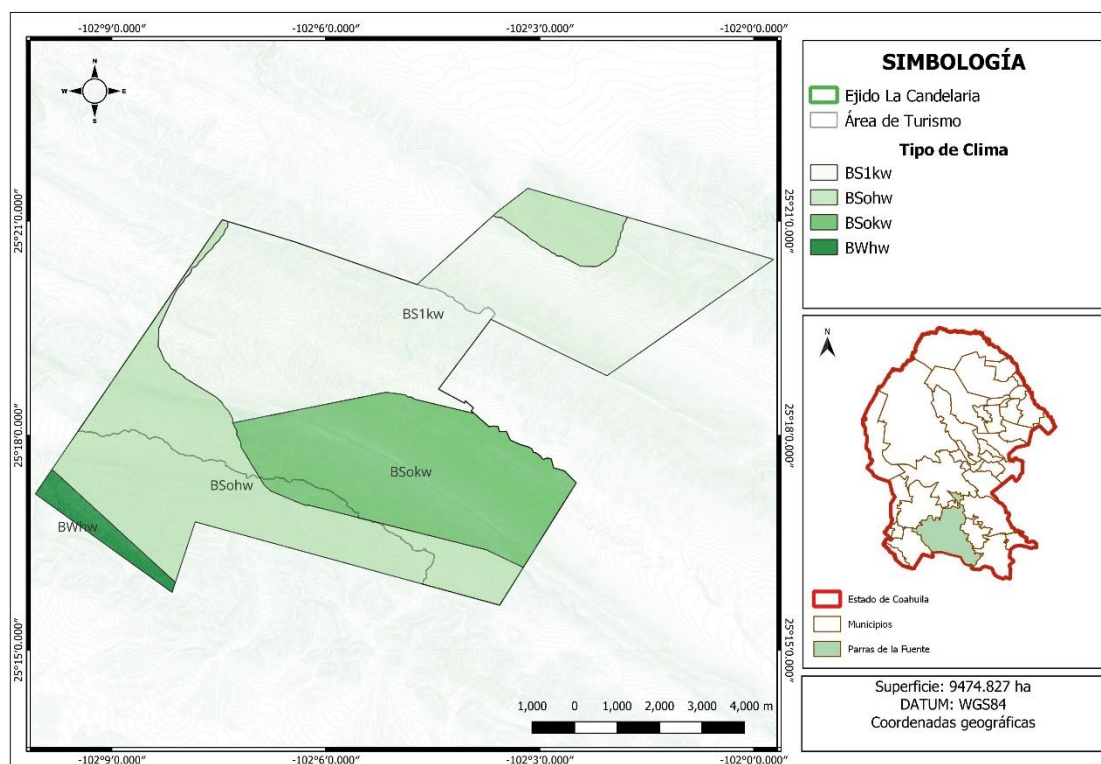 -102°9'0.000"
-102°6'0.000"
-102°3'0.000"
-102°0'0.000"
N
W
E
S
25°21'0.000"
25°18'0.000"
25°15'0.000"
25°21'0.000"
25°18'0.000"
25°15'0.000"
BS1kw
BSokw
BSohw
BWhw
1,000 0 1,000 2,000 3,000 4,000 m
-102°9'0.000"
-102°6'0.000"
-102°3'0.000"
-102°0'0.000"
SIMBOLOGÍA
Ejido La Candelaria
Área de Turismo
Tipo de Clima
BS1kw
BSohw
BSokw
BWhw
N
Estado de Coahuila
Municipios
Parras de la Fuente
Superficie: 9474.827 ha
DATUM: WGS84
Coordenadas geográficas